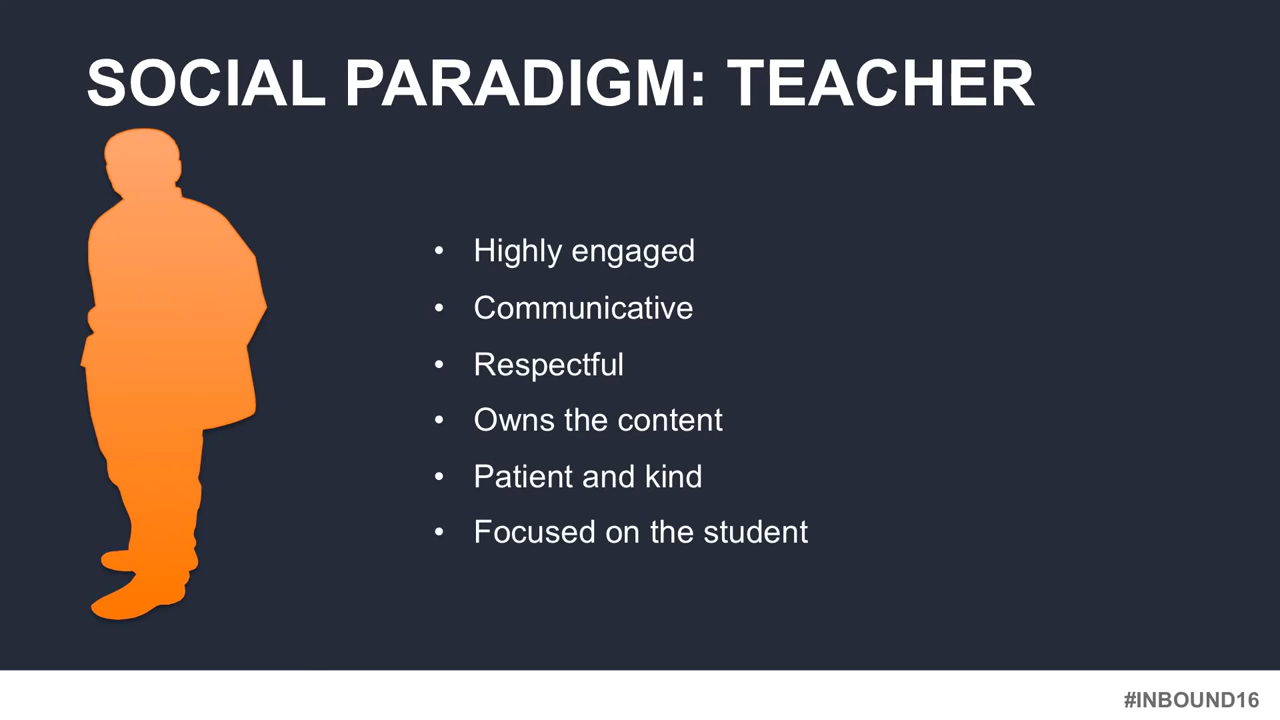 SOCIAL PARADIGM: TEACHER
• Highly engaged
• Communicative
• Respectful
• Owns the content
• Patient and kind
• Focused on the student
#INBOUND16